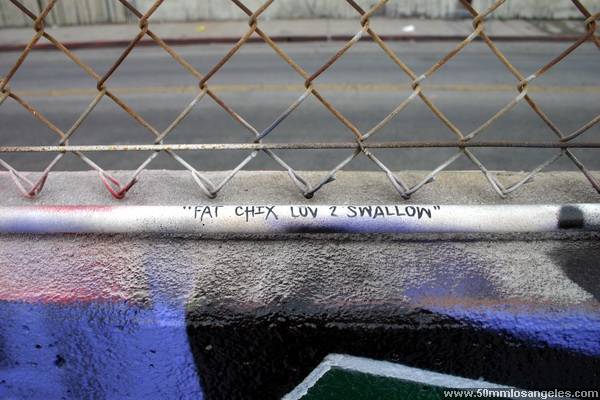 "FAT CHIX LUV 2 SWALLOW"
www.50mmlosangeles.com